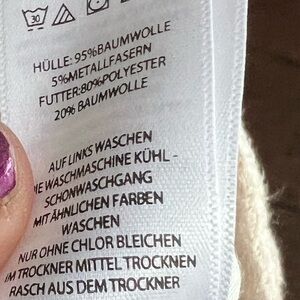 30
HÜLLE: 95%BAUMWOLLE
5%METALLFASERN
FUTTER:80%POLYESTER
20% BAUMWOLLE
AUF LINKS WASCHEN
WASCHMASCHINE KÜHL -
SCHONWASCHGANG
MIT ÄHNLICHEN FARBEN
WASCHEN
NUR OHNE CHLOR BLEICHEN
IM TROCKNER MITTEL TROCKNEN
RASCH AUS DEM TROCKNER